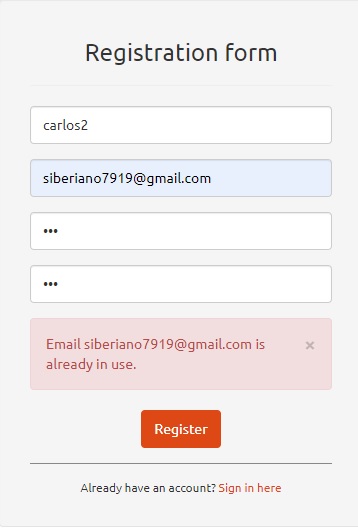 Registration form
carlos2
siberiano7919@gmail.com
•••
•••
Email siberiano7919@gmail.com is ×
already in use.
Register
Already have an account? Sign in here